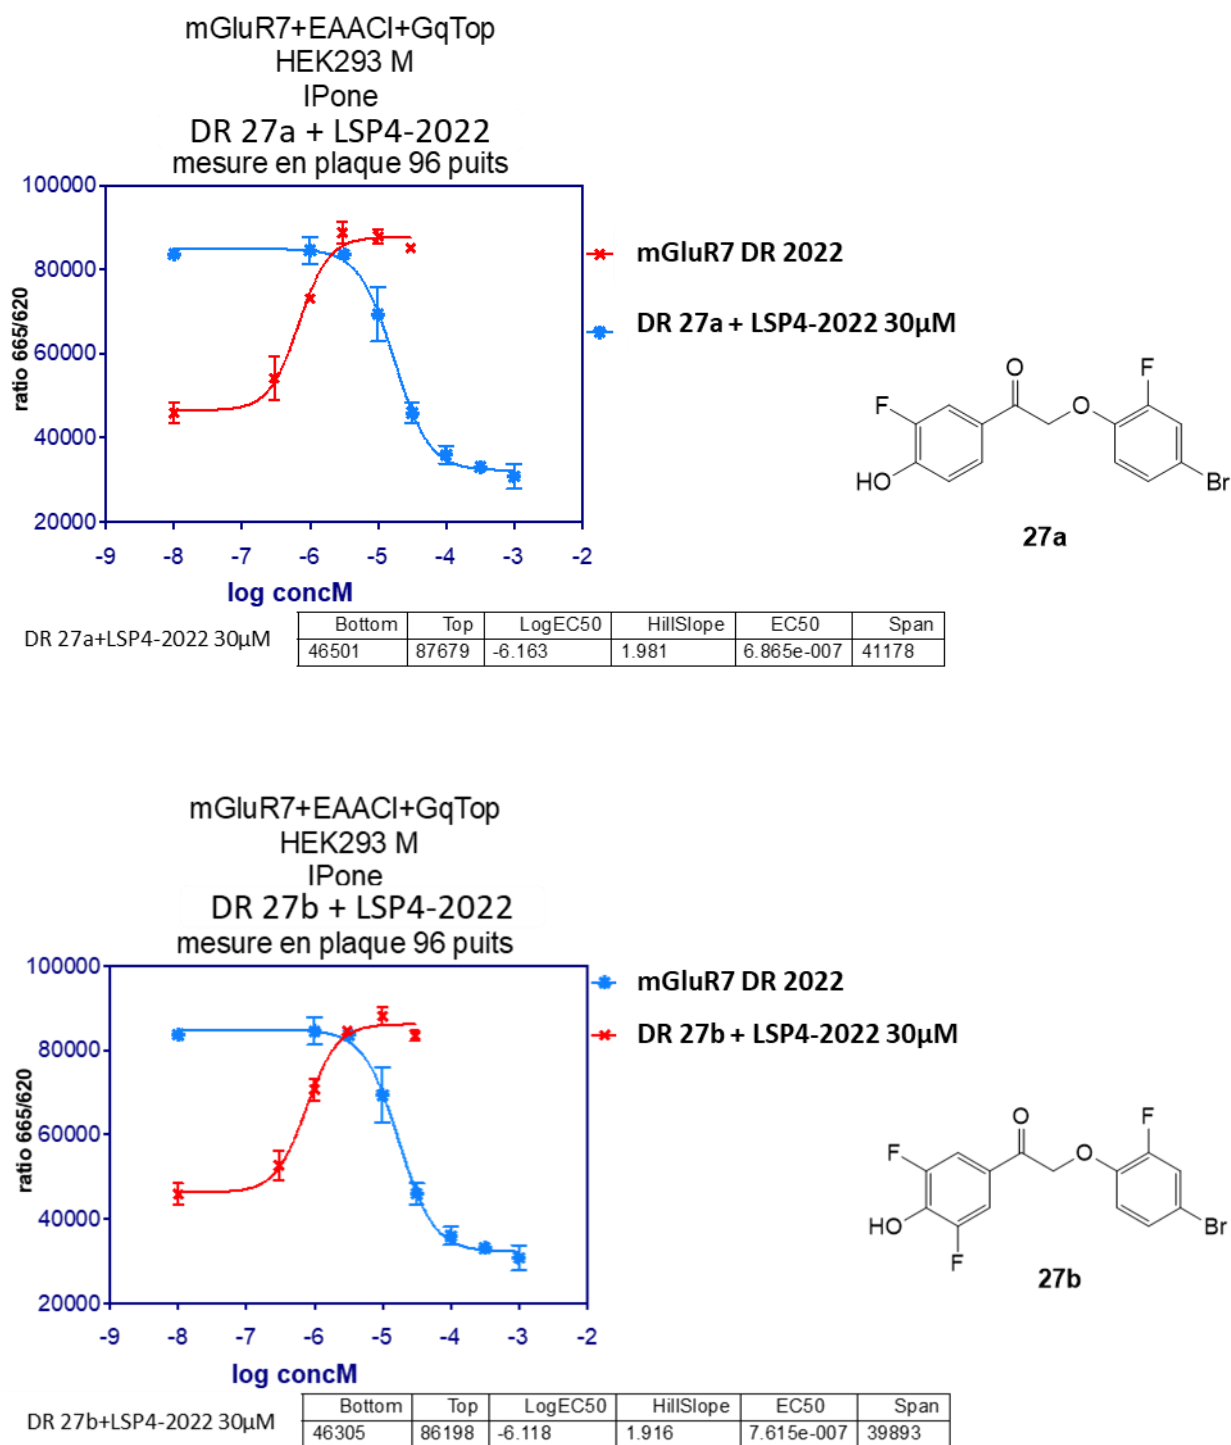 mGluR7+EAACI+GqTop
HEK293 M
IPone
DR 27a + LSP4-2022
mesure en plaque 96 puits
100000
80000
60000
40000
20000
ratio 665/620
-9 -8 -7 -6 -5 -4 -3 -2
log concM
mGluR7 DR 2022
DR 27a + LSP4-2022 30µM
O
F
F
O
HO
Br
27a
DR 27a+LSP4-2022 30µM
Bottom Top LogEC50 HillSlope EC50 Span
46501 87679 -6.163 1.981 6.865e-007 41178
mGluR7+EAACI+GqTop
HEK293 M
IPone
DR 27b + LSP4-2022
mesure en plaque 96 puits
100000
80000
60000
40000
20000
ratio 665/620
-9 -8 -7 -6 -5 -4 -3 -2
log concM
mGluR7 DR 2022
DR 27b + LSP4-2022 30µM
O
F
F
O
HO
Br
F
27b
DR 27b+LSP4-2022 30µM
Bottom Top LogEC50 HillSlope EC50 Span
46305 86198 -6.118 1.916 7.615e-007 39893